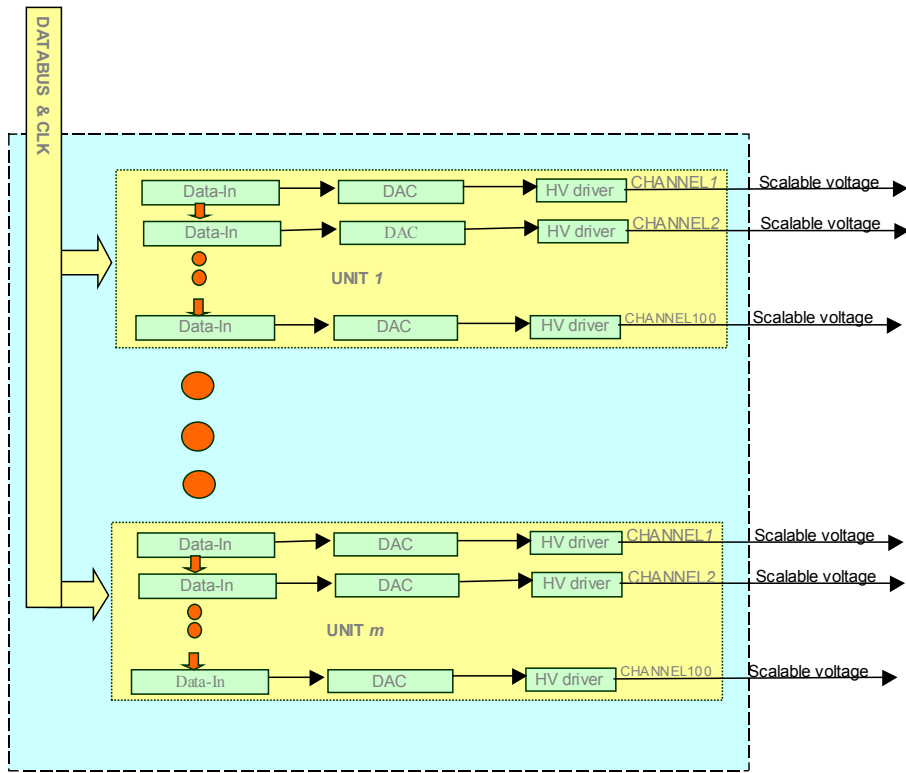 DATABUS & CLK
Data-In DAC HV driver CHANNEL1 Scalable voltage
Data-In DAC HV driver CHANNEL2 Scalable voltage
UNIT 1
Data-In DAC HV driver CHANNEL100 Scalable voltage
Data-In DAC HV driver CHANNEL1 Scalable voltage
Data-In DAC HV driver CHANNEL2 Scalable voltage
UNIT m
Data-In DAC HV driver CHANNEL100 Scalable voltage